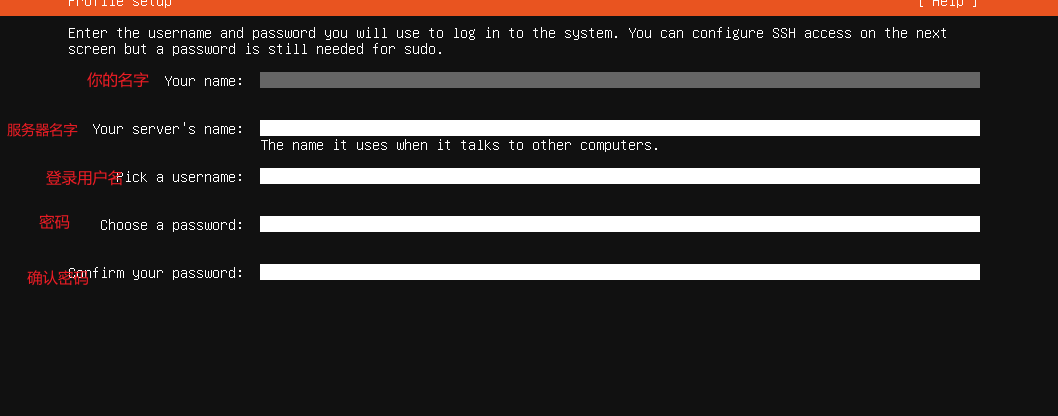 Profile setup [ Help ]
Enter the username and password you will use to log in to the system. You can configure SSH access on the next
screen but a password is still needed for sudo.
你的名字 Your name:
服务器名字 Your server's name:
The name it uses when it talks to other computers.
登录用户名 Pick a username:
密码 Choose a password:
确认密码 Confirm your password: